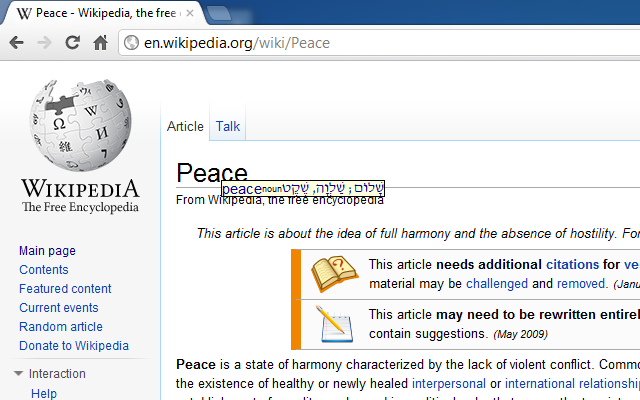 Peace - Wikipedia, the free
en.wikipedia.org/wiki/Peace
WIKIPEDIA
The Free Encyclopedia
Main page
Contents
Featured content
Current events
Random article
Donate to Wikipedia
Interaction
Help
Article Talk
Peace
peace noun שָׁלוֹם; שַׁלְוָה, שֶׁקֶט
From Wikipedia, the free encyclopedia
This article is about the idea of full harmony and the absence of hostility. For
This article needs additional citations for
material may be challenged and removed.
This article may need to be rewritten
contain suggestions. (May 2009)
Peace is a state of harmony characterized by the lack of violent conflict.
the existence of healthy or newly healed interpersonal or international